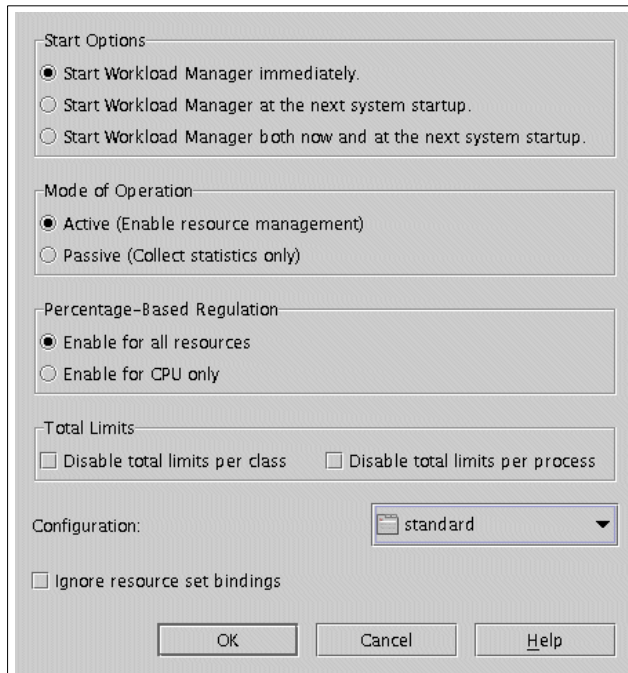 Start Options
Start Workload Manager immediately.
Start Workload Manager at the next system startup.
Start Workload Manager both now and at the next system startup.
Mode of Operation
Active (Enable resource management)
Passive (Collect statistics only)
Percentage-Based Regulation
Enable for all resources
Enable for CPU only
Total Limits
Disable total limits per class Disable total limits per process
Configuration: standard
Ignore resource set bindings
OK Cancel Help